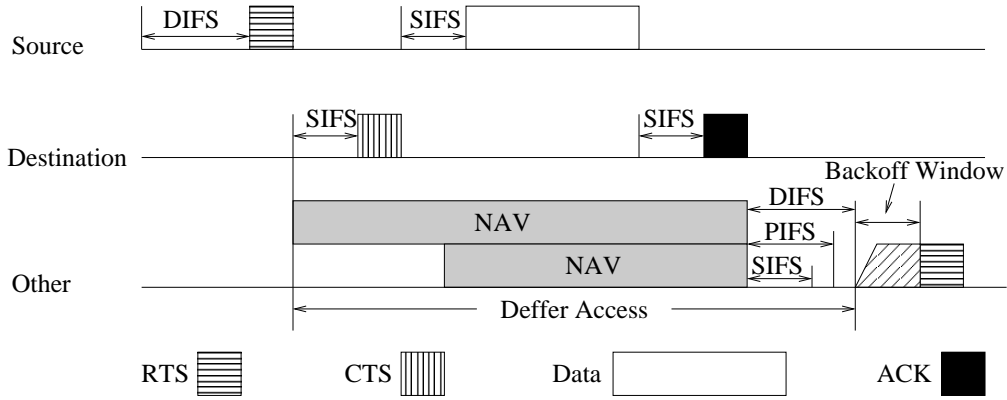 DIFS
SIFS
Source
SIFS
SIFS
Destination
Backoff Window
DIFS
NAV
PIFS
NAV
SIFS
Other
Deffer Access
RTS
CTS
Data
ACK